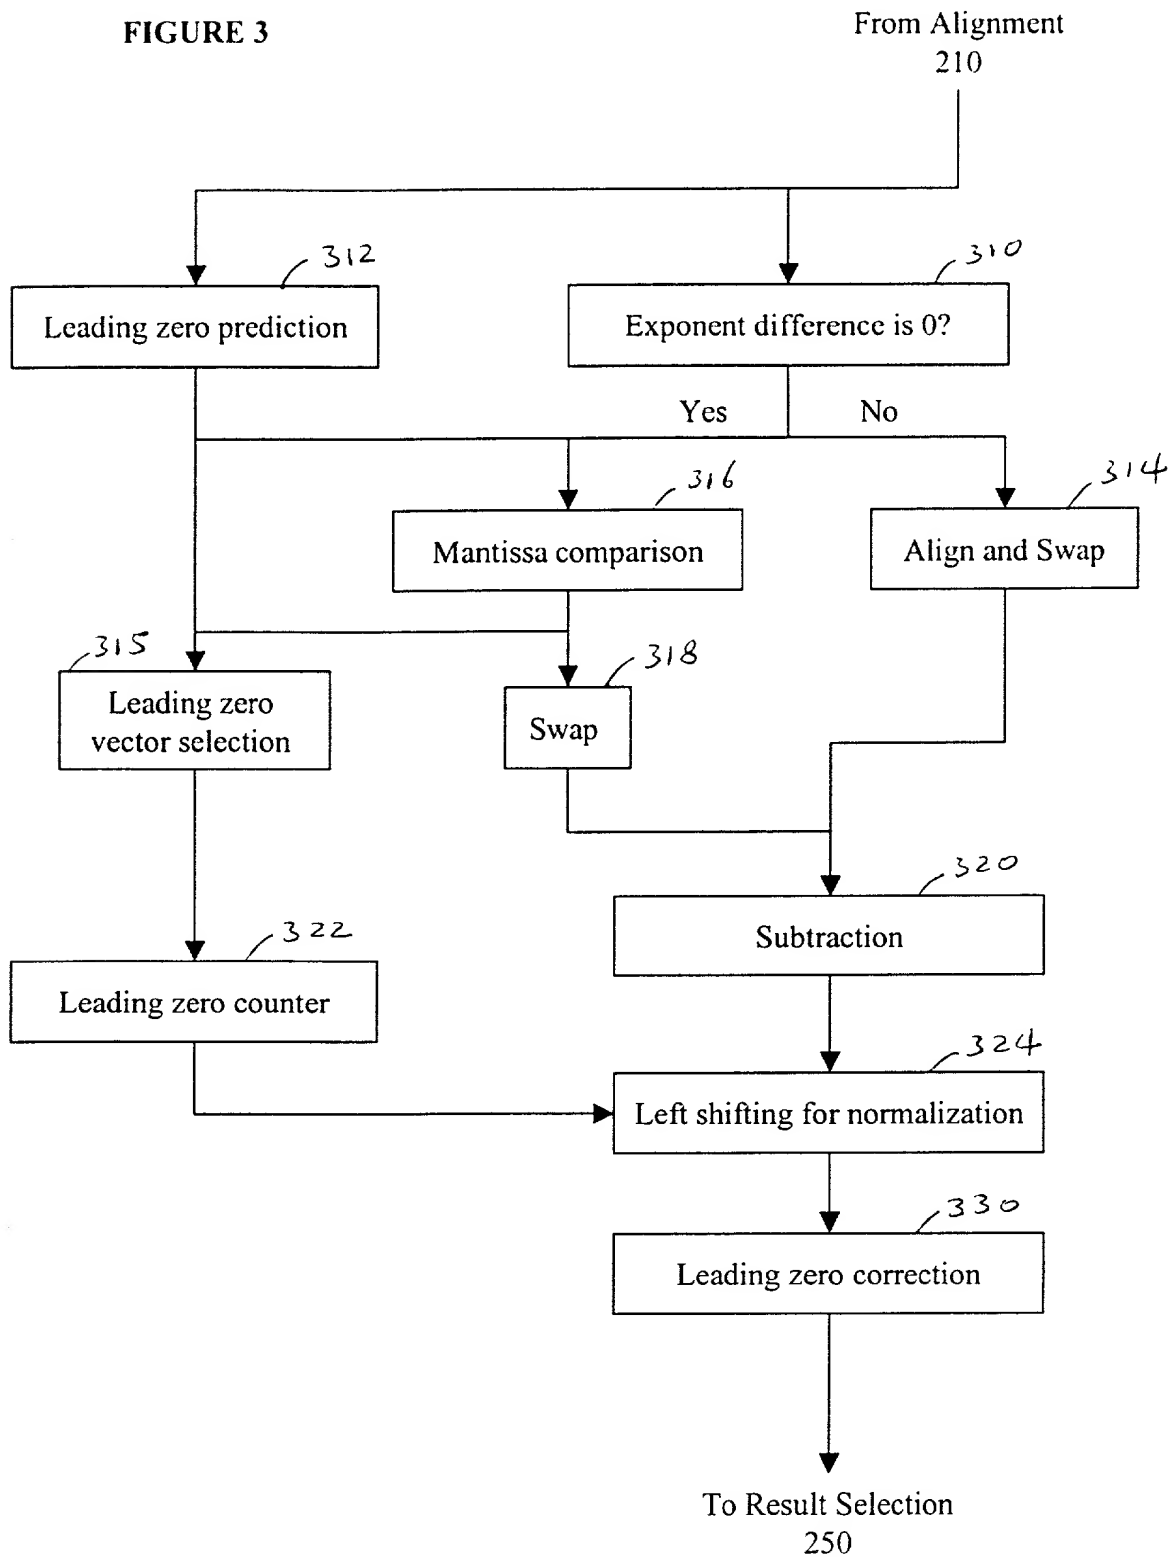 FIGURE 3
From Alignment
210
312
310
Leading zero prediction
Exponent difference is 0?
Yes
No
316
314
Mantissa comparison
Align and Swap
315
318
Leading zero
vector selection
Swap
320
Subtraction
322
Leading zero counter
324
Left shifting for normalization
330
Leading zero correction
To Result Selection
250